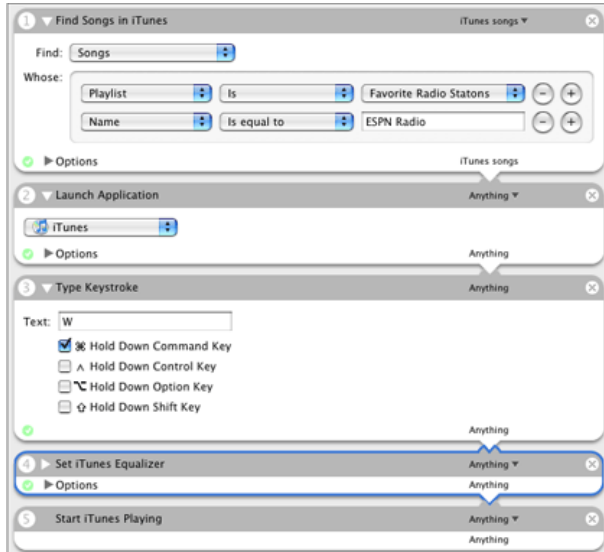 1 Find Songs in iTunes iTunes songs
Find: Songs
Whose:
Playlist Is Favorite Radio Statons
Name Is equal to ESPN Radio
Options iTunes songs
2 Launch Application Anything
iTunes
Options Anything
3 Type Keystroke Anything
Text: W
⌘ Hold Down Command Key
^ Hold Down Control Key
⌥ Hold Down Option Key
⇧ Hold Down Shift Key
Anything
4 Set iTunes Equalizer Anything
Options Anything
5 Start iTunes Playing Anything
Anything